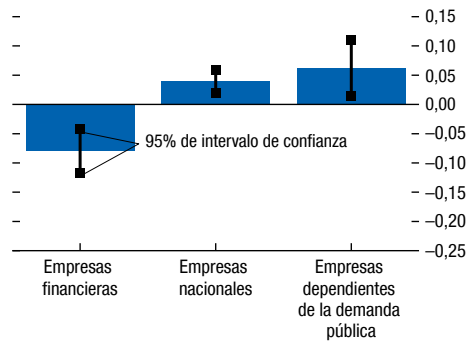 0,15
0,10
0,05
0,00
–0,05
–0,10
–0,15
–0,20
–0,25
95% de intervalo de confianza
Empresas
financieras
Empresas
nacionales
Empresas
dependientes
de la demanda
pública